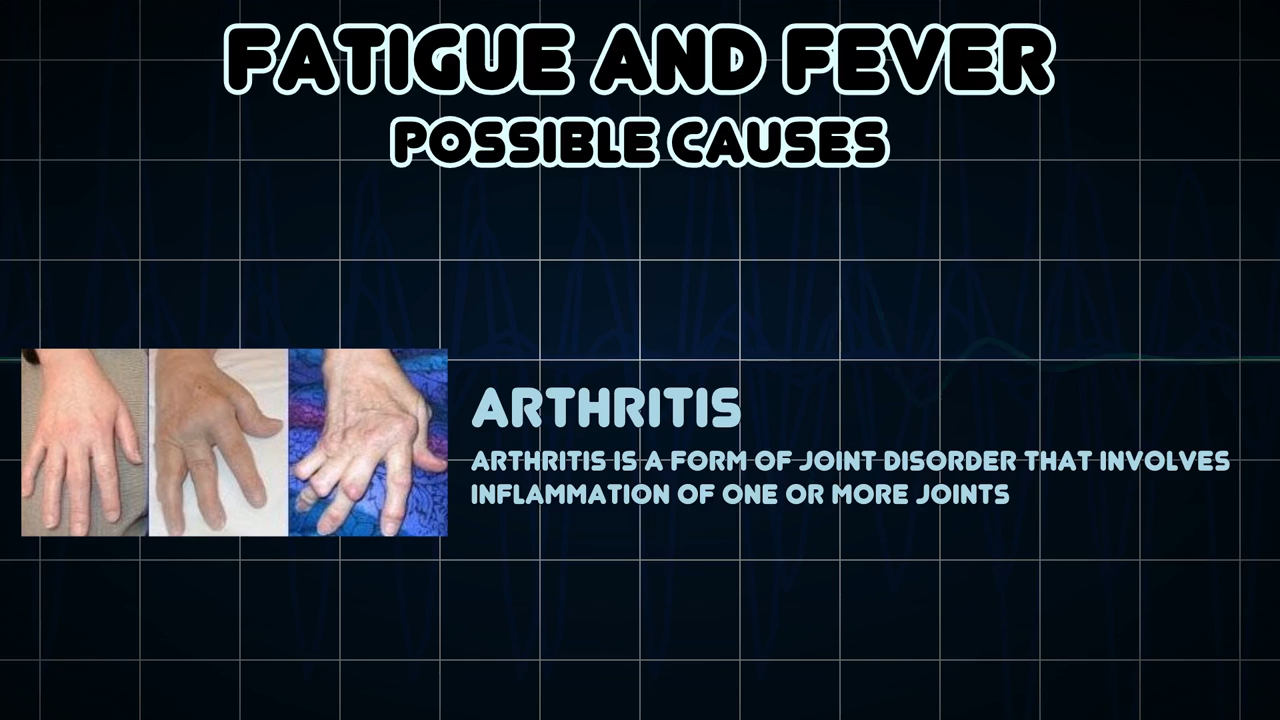 FATIGUE AND FEVER
POSSIBLE CAUSES
ARTHRITIS
ARTHRITIS IS A FORM OF JOINT DISORDER THAT INVOLVES
INFLAMMATION OF ONE OR MORE JOINTS